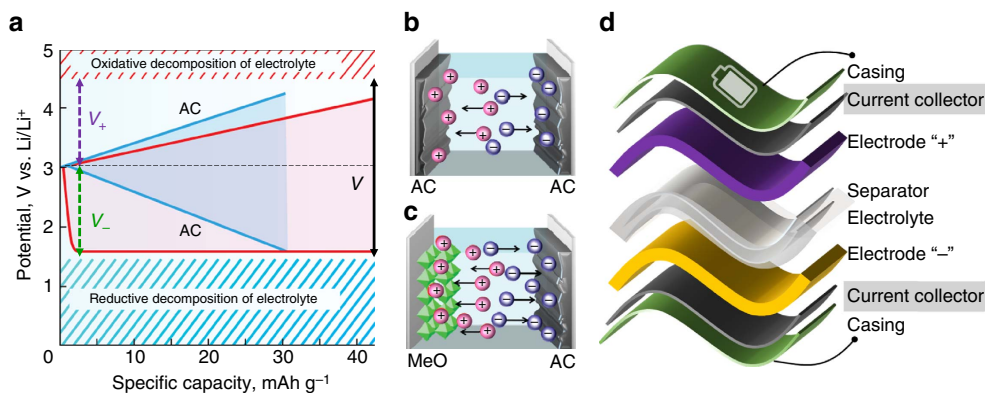 a
Potential, V vs. Li/Li⁺
5
4
3
2
1
0
10
20
30
40
Specific capacity, mAh g⁻¹
Oxidative decomposition of electrolyte
AC
V₊
V₋
V
AC
Reductive decomposition of electrolyte
b
+ + + + + + +
− − − − − − − − −
AC AC
c
MeO AC
d
Casing
Current collector
Electrode “+”
Separator
Electrolyte
Electrode “–”
Current collector
Casing